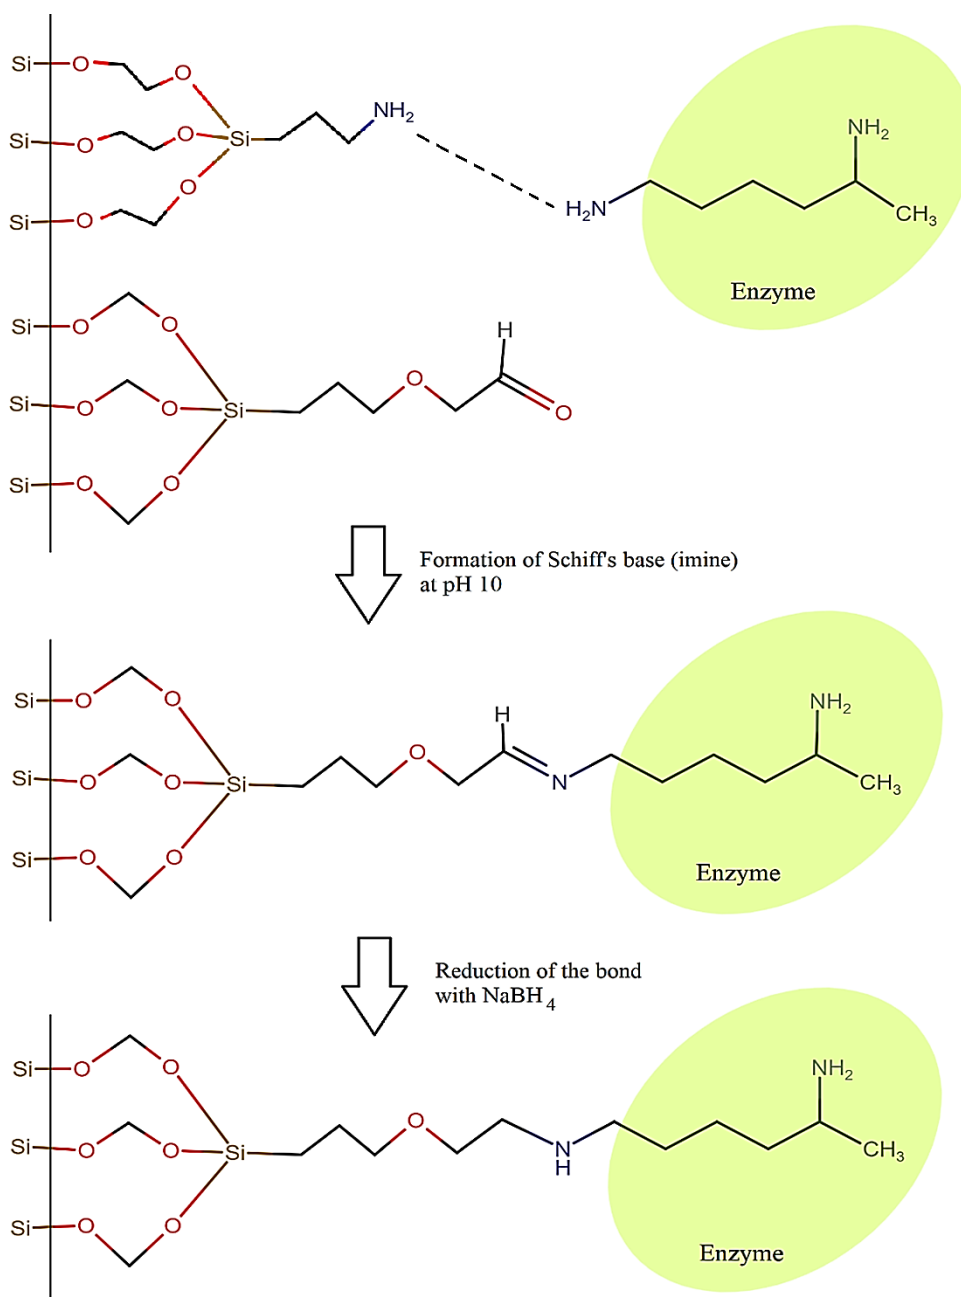 Si O O
NH₂
Si O O Si
NH₂
O
H₂N
CH₃
Si O
Enzyme
H
Si O O
O
Si O O Si
O
Si O O
Formation of Schiff's base (imine)
at pH 10
H
NH₂
Si O O
O
Si O O Si
N
CH₃
Si O O
Enzyme
Reduction of the bond
with NaBH₄
NH₂
Si O O
O
Si O O Si
N
H
CH₃
Si O O
Enzyme